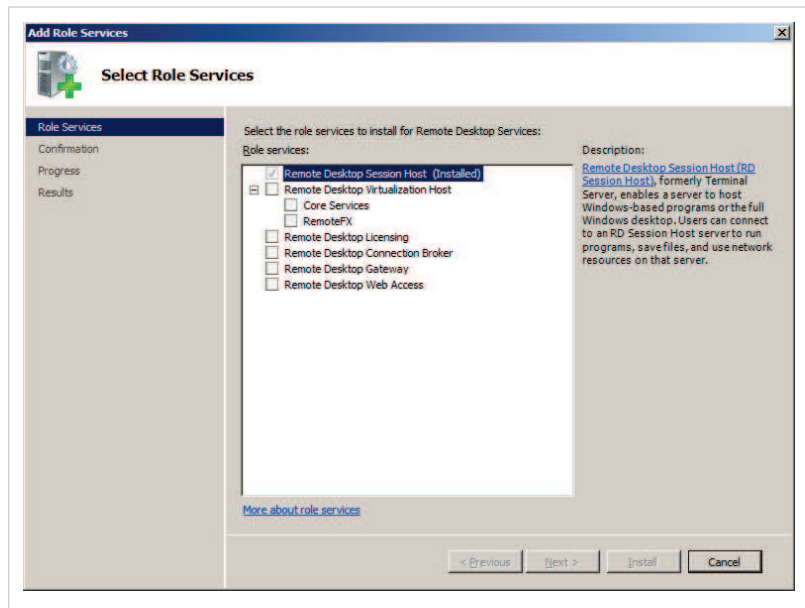 Add Role Services
Select Role Services
Role Services
Confirmation
Progress
Results
Select the role services to install for Remote Desktop Services:
Role services:
Remote Desktop Session Host (Installed)
Remote Desktop Virtualization Host
Core Services
RemoteFX
Remote Desktop Licensing
Remote Desktop Connection Broker
Remote Desktop Gateway
Remote Desktop Web Access
More about role services
Description:
Remote Desktop Session Host (RD
Session Host), formerly Terminal
Server, enables a server to host
Windows-based programs or the full
Windows desktop. Users can connect
to an RD Session Host server to run
programs, save files, and use network
resources on that server.
< Previous
Next >
Install
Cancel